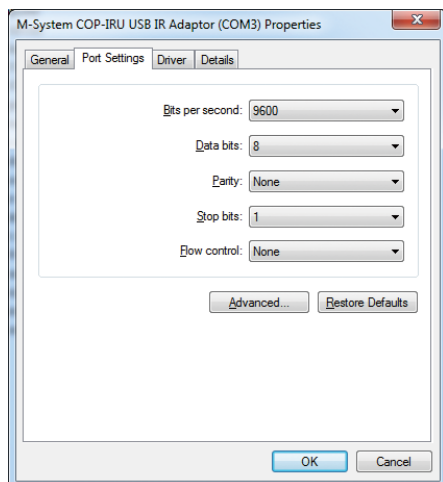 M-System COP-IRU USB IR Adaptor (COM3) Properties
General Port Settings Driver Details
Bits per second: 9600
Data bits: 8
Parity: None
Stop bits: 1
Flow control: None
Advanced... Restore Defaults
OK Cancel